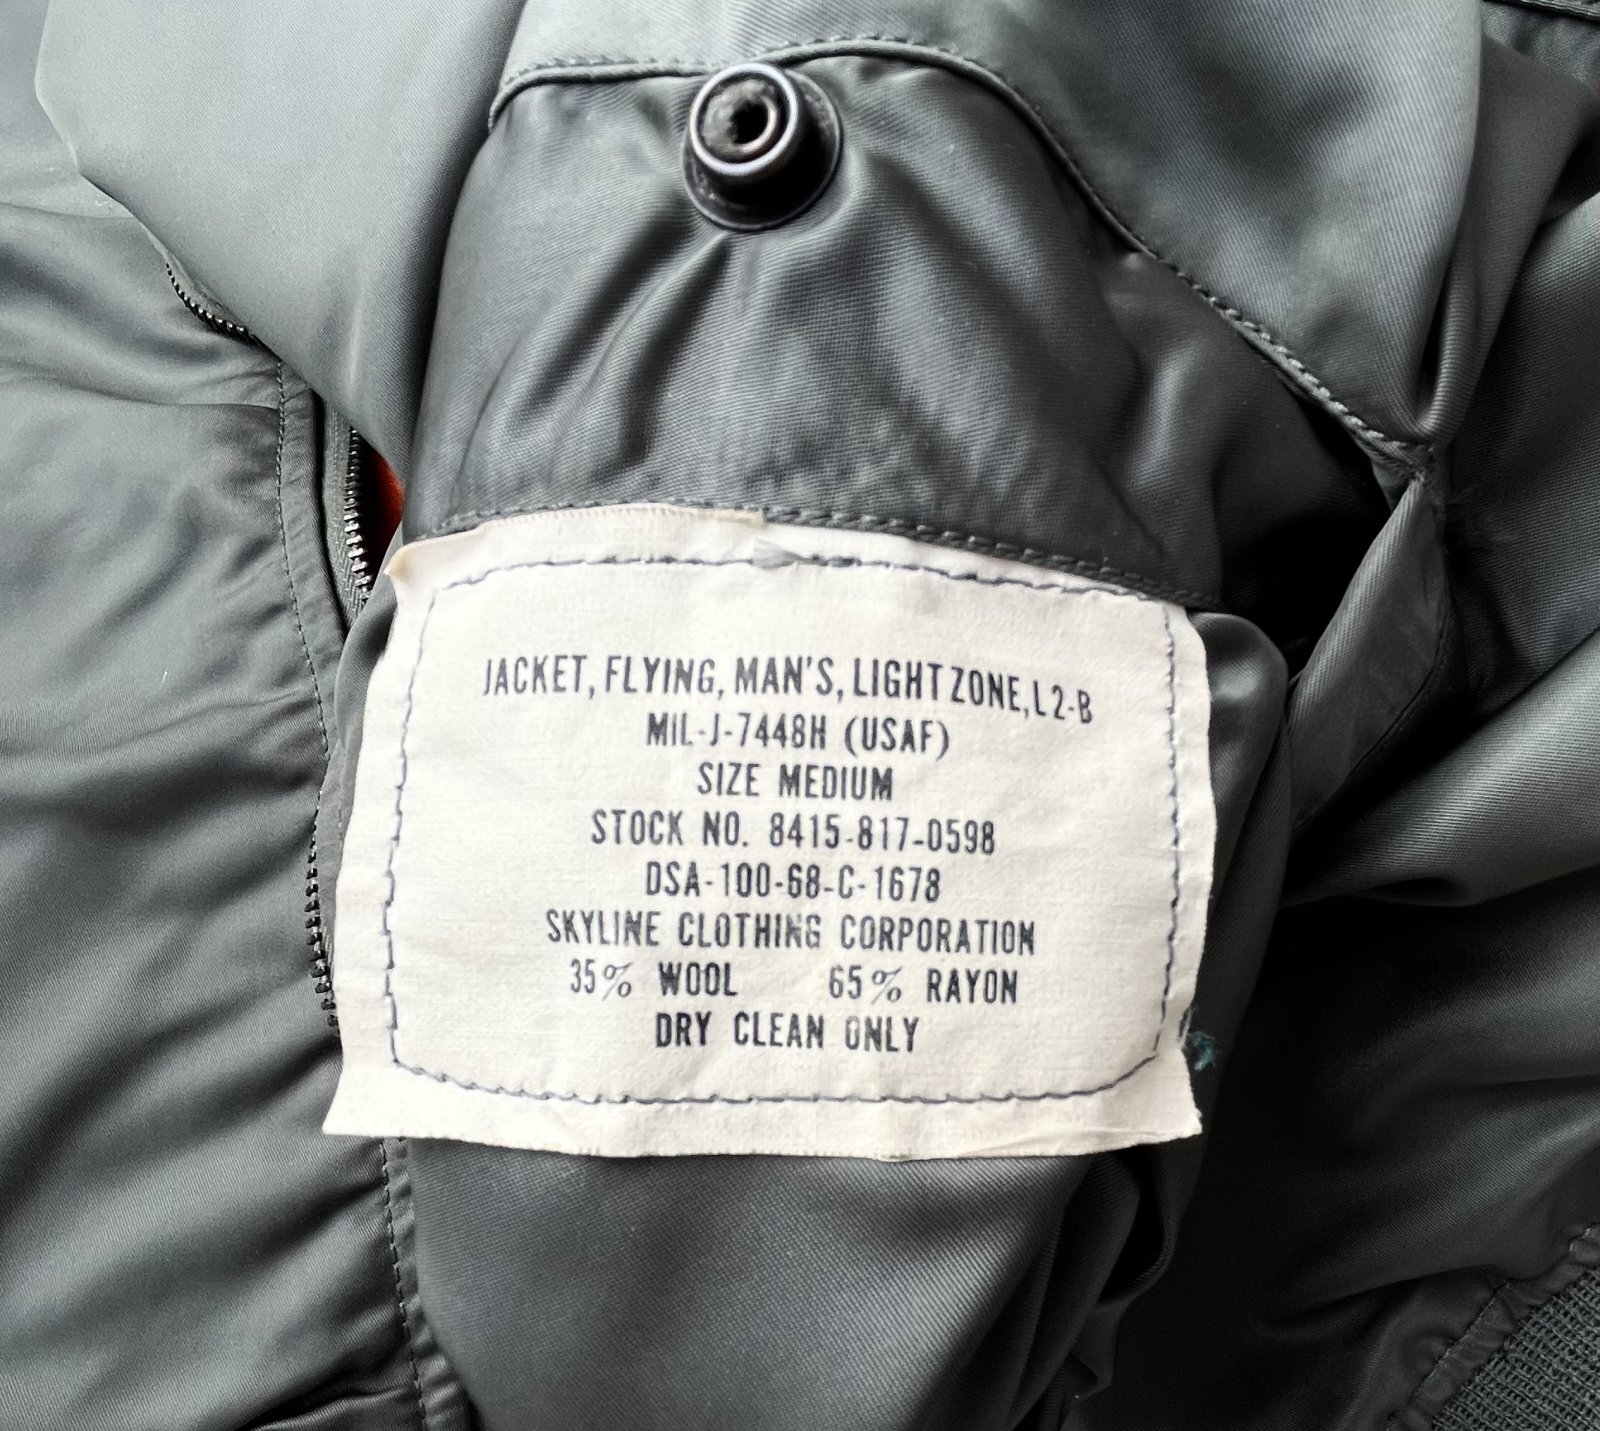 JACKET, FLYING, MAN'S, LIGHT ZONE, L2-B
MIL-J-7448H (USAF)
SIZE MEDIUM
STOCK NO. 8415-817-0598
DSA-100-68-C-1678
SKYLINE CLOTHING CORPORATION
35% WOOL 65% RAYON
DRY CLEAN ONLY